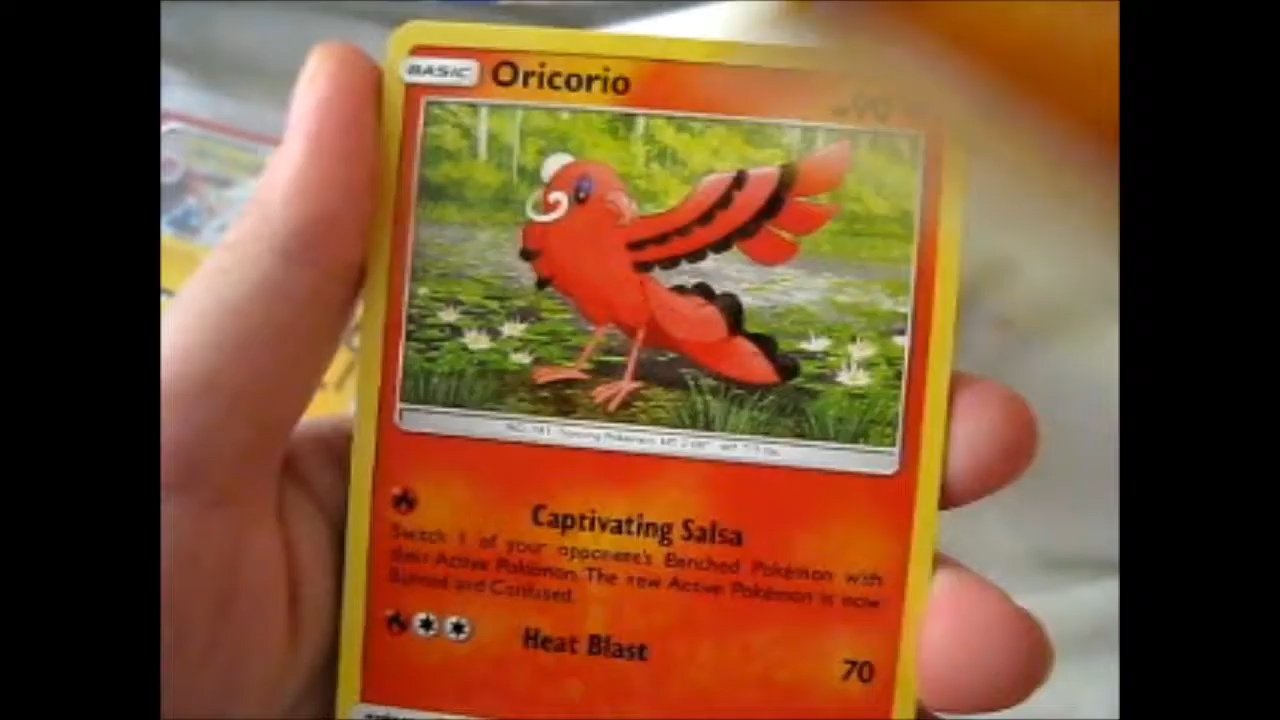 BASIC Oricorio
90
Captivating Salsa
Switch 1 of your opponent's Benched Pokémon with
their Active Pokémon. The new Active Pokémon is now
Burned and Confused.
Heat Blast
70